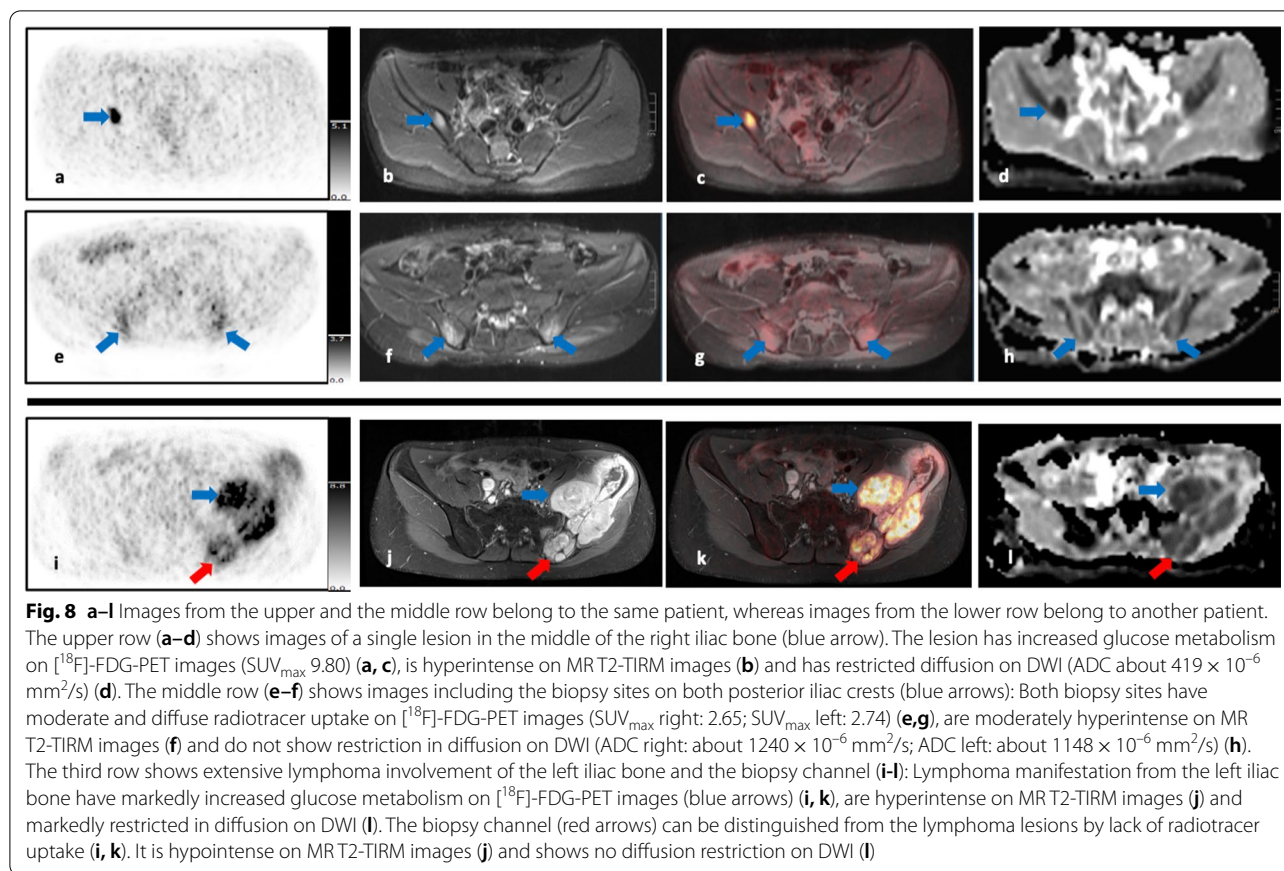 5.1
0.0
a
b
c
d
3.7
0.0
e
f
g
h
8.8
0.0
i
j
k
l
Fig. 8 a–l Images from the upper and the middle row belong to the same patient, whereas images from the lower row belong to another patient.
The upper row (a–d) shows images of a single lesion in the middle of the right iliac bone (blue arrow). The lesion has increased glucose metabolism
on [¹⁸F]-FDG-PET images (SUVmax 9.80) (a, c), is hyperintense on MR T2-TIRM images (b) and has restricted diffusion on DWI (ADC about 419 × 10⁻⁶
mm²/s) (d). The middle row (e–f) shows images including the biopsy sites on both posterior iliac crests (blue arrows): Both biopsy sites have
moderate and diffuse radiotracer uptake on [¹⁸F]-FDG-PET images (SUVmax right: 2.65; SUVmax left: 2.74) (e,g), are moderately hyperintense on MR
T2-TIRM images (f) and do not show restriction in diffusion on DWI (ADC right: about 1240 × 10⁻⁶ mm²/s; ADC left: about 1148 × 10⁻⁶ mm²/s) (h).
The third row shows extensive lymphoma involvement of the left iliac bone and the biopsy channel (i-l): Lymphoma manifestation from the left iliac
bone have markedly increased glucose metabolism on [¹⁸F]-FDG-PET images (blue arrows) (i, k), are hyperintense on MR T2-TIRM images (j) and
markedly restricted in diffusion on DWI (l). The biopsy channel (red arrows) can be distinguished from the lymphoma lesions by lack of radiotracer
uptake (i, k). It is hypointense on MR T2-TIRM images (j) and shows no diffusion restriction on DWI (l)